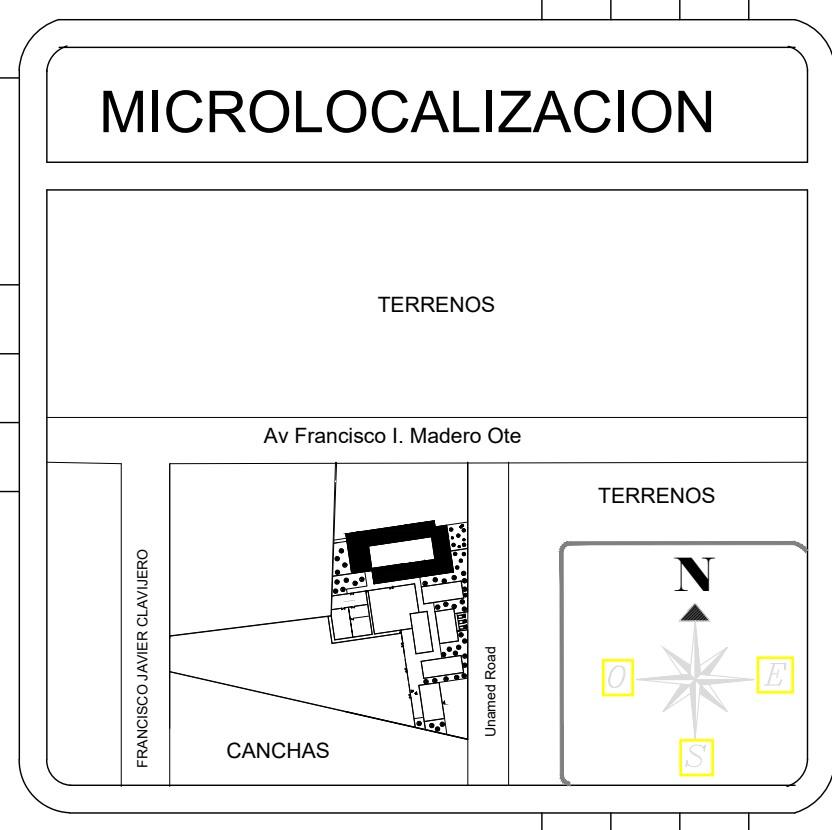 MICROLOCALIZACION
TERRENOS
Av Francisco I. Madero Ote
TERRENOS
N
FRANCISCO JAVIER CLAVIJERO
Unamed Road
O
E
S
CANCHAS